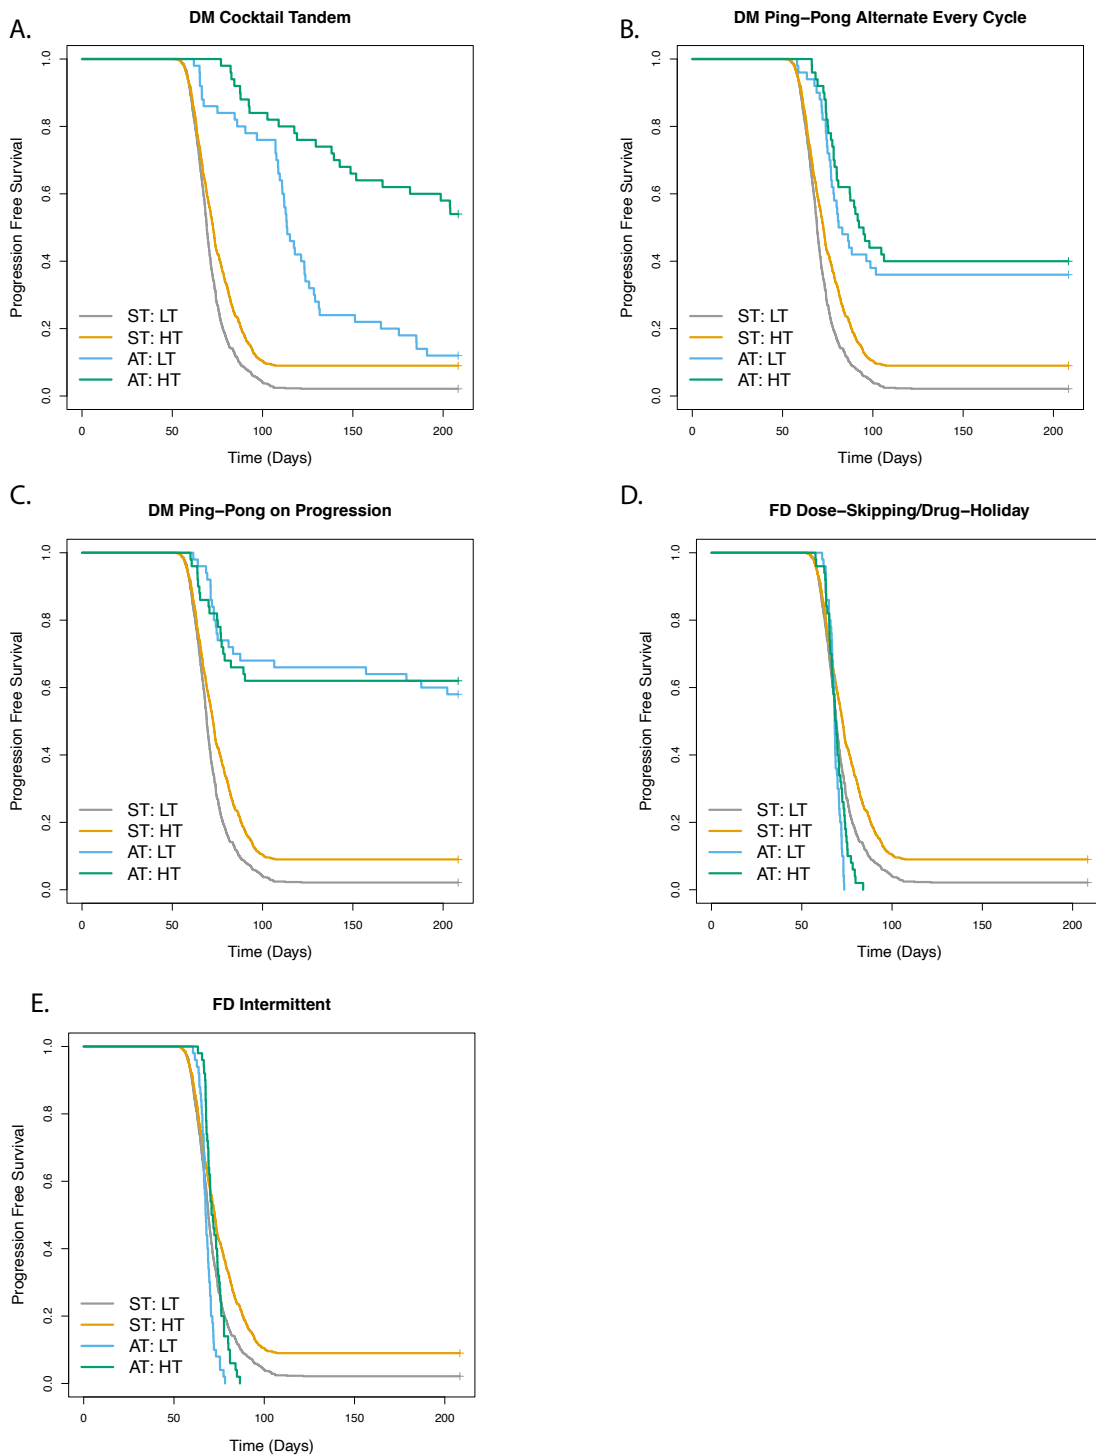 A.
DM Cocktail Tandem
Progression Free Survival
1.0
0.8
0.6
0.4
0.2
0.0
ST: LT
ST: HT
AT: LT
AT: HT
0 50 100 150 200
Time (Days)
B.
DM Ping–Pong Alternate Every Cycle
Progression Free Survival
1.0
0.8
0.6
0.4
0.2
0.0
ST: LT
ST: HT
AT: LT
AT: HT
0 50 100 150 200
Time (Days)
C.
DM Ping–Pong on Progression
Progression Free Survival
1.0
0.8
0.6
0.4
0.2
0.0
ST: LT
ST: HT
AT: LT
AT: HT
0 50 100 150 200
Time (Days)
D.
FD Dose–Skipping/Drug–Holiday
Progression Free Survival
1.0
0.8
0.6
0.4
0.2
0.0
ST: LT
ST: HT
AT: LT
AT: HT
0 50 100 150 200
Time (Days)
E.
FD Intermittent
Progression Free Survival
1.0
0.8
0.6
0.4
0.2
0.0
ST: LT
ST: HT
AT: LT
AT: HT
0 50 100 150 200
Time (Days)